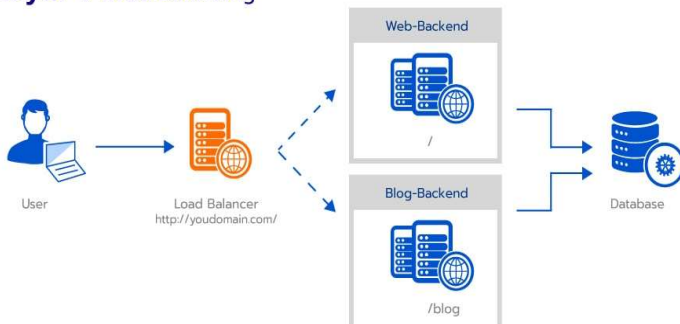 Web-Backend
/
User
Load Balancer
http://youdomain.com/
Database
Blog-Backend
/blog